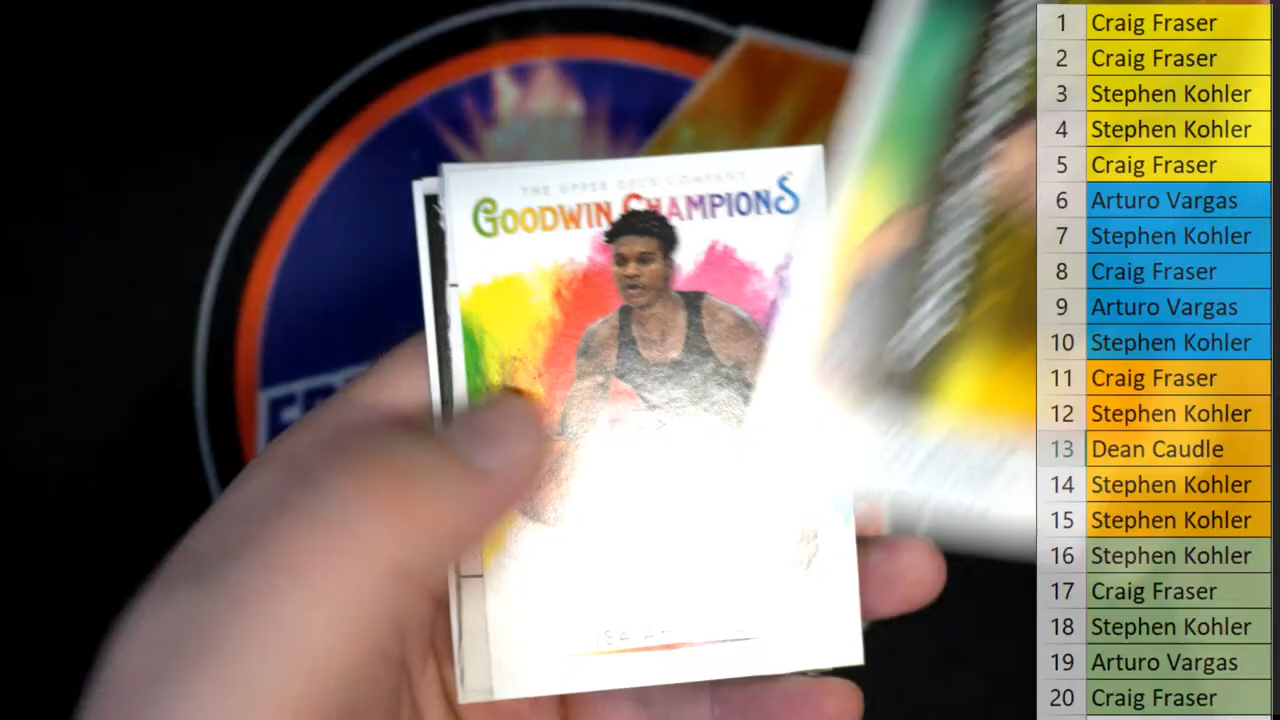 THE UPPER DECK COMPANY
GOODWIN CHAMPIONS
1 Craig Fraser
2 Craig Fraser
3 Stephen Kohler
4 Stephen Kohler
5 Craig Fraser
6 Arturo Vargas
7 Stephen Kohler
8 Craig Fraser
9 Arturo Vargas
10 Stephen Kohler
11 Craig Fraser
12 Stephen Kohler
13 Dean Caudle
14 Stephen Kohler
15 Stephen Kohler
16 Stephen Kohler
17 Craig Fraser
18 Stephen Kohler
19 Arturo Vargas
20 Craig Fraser